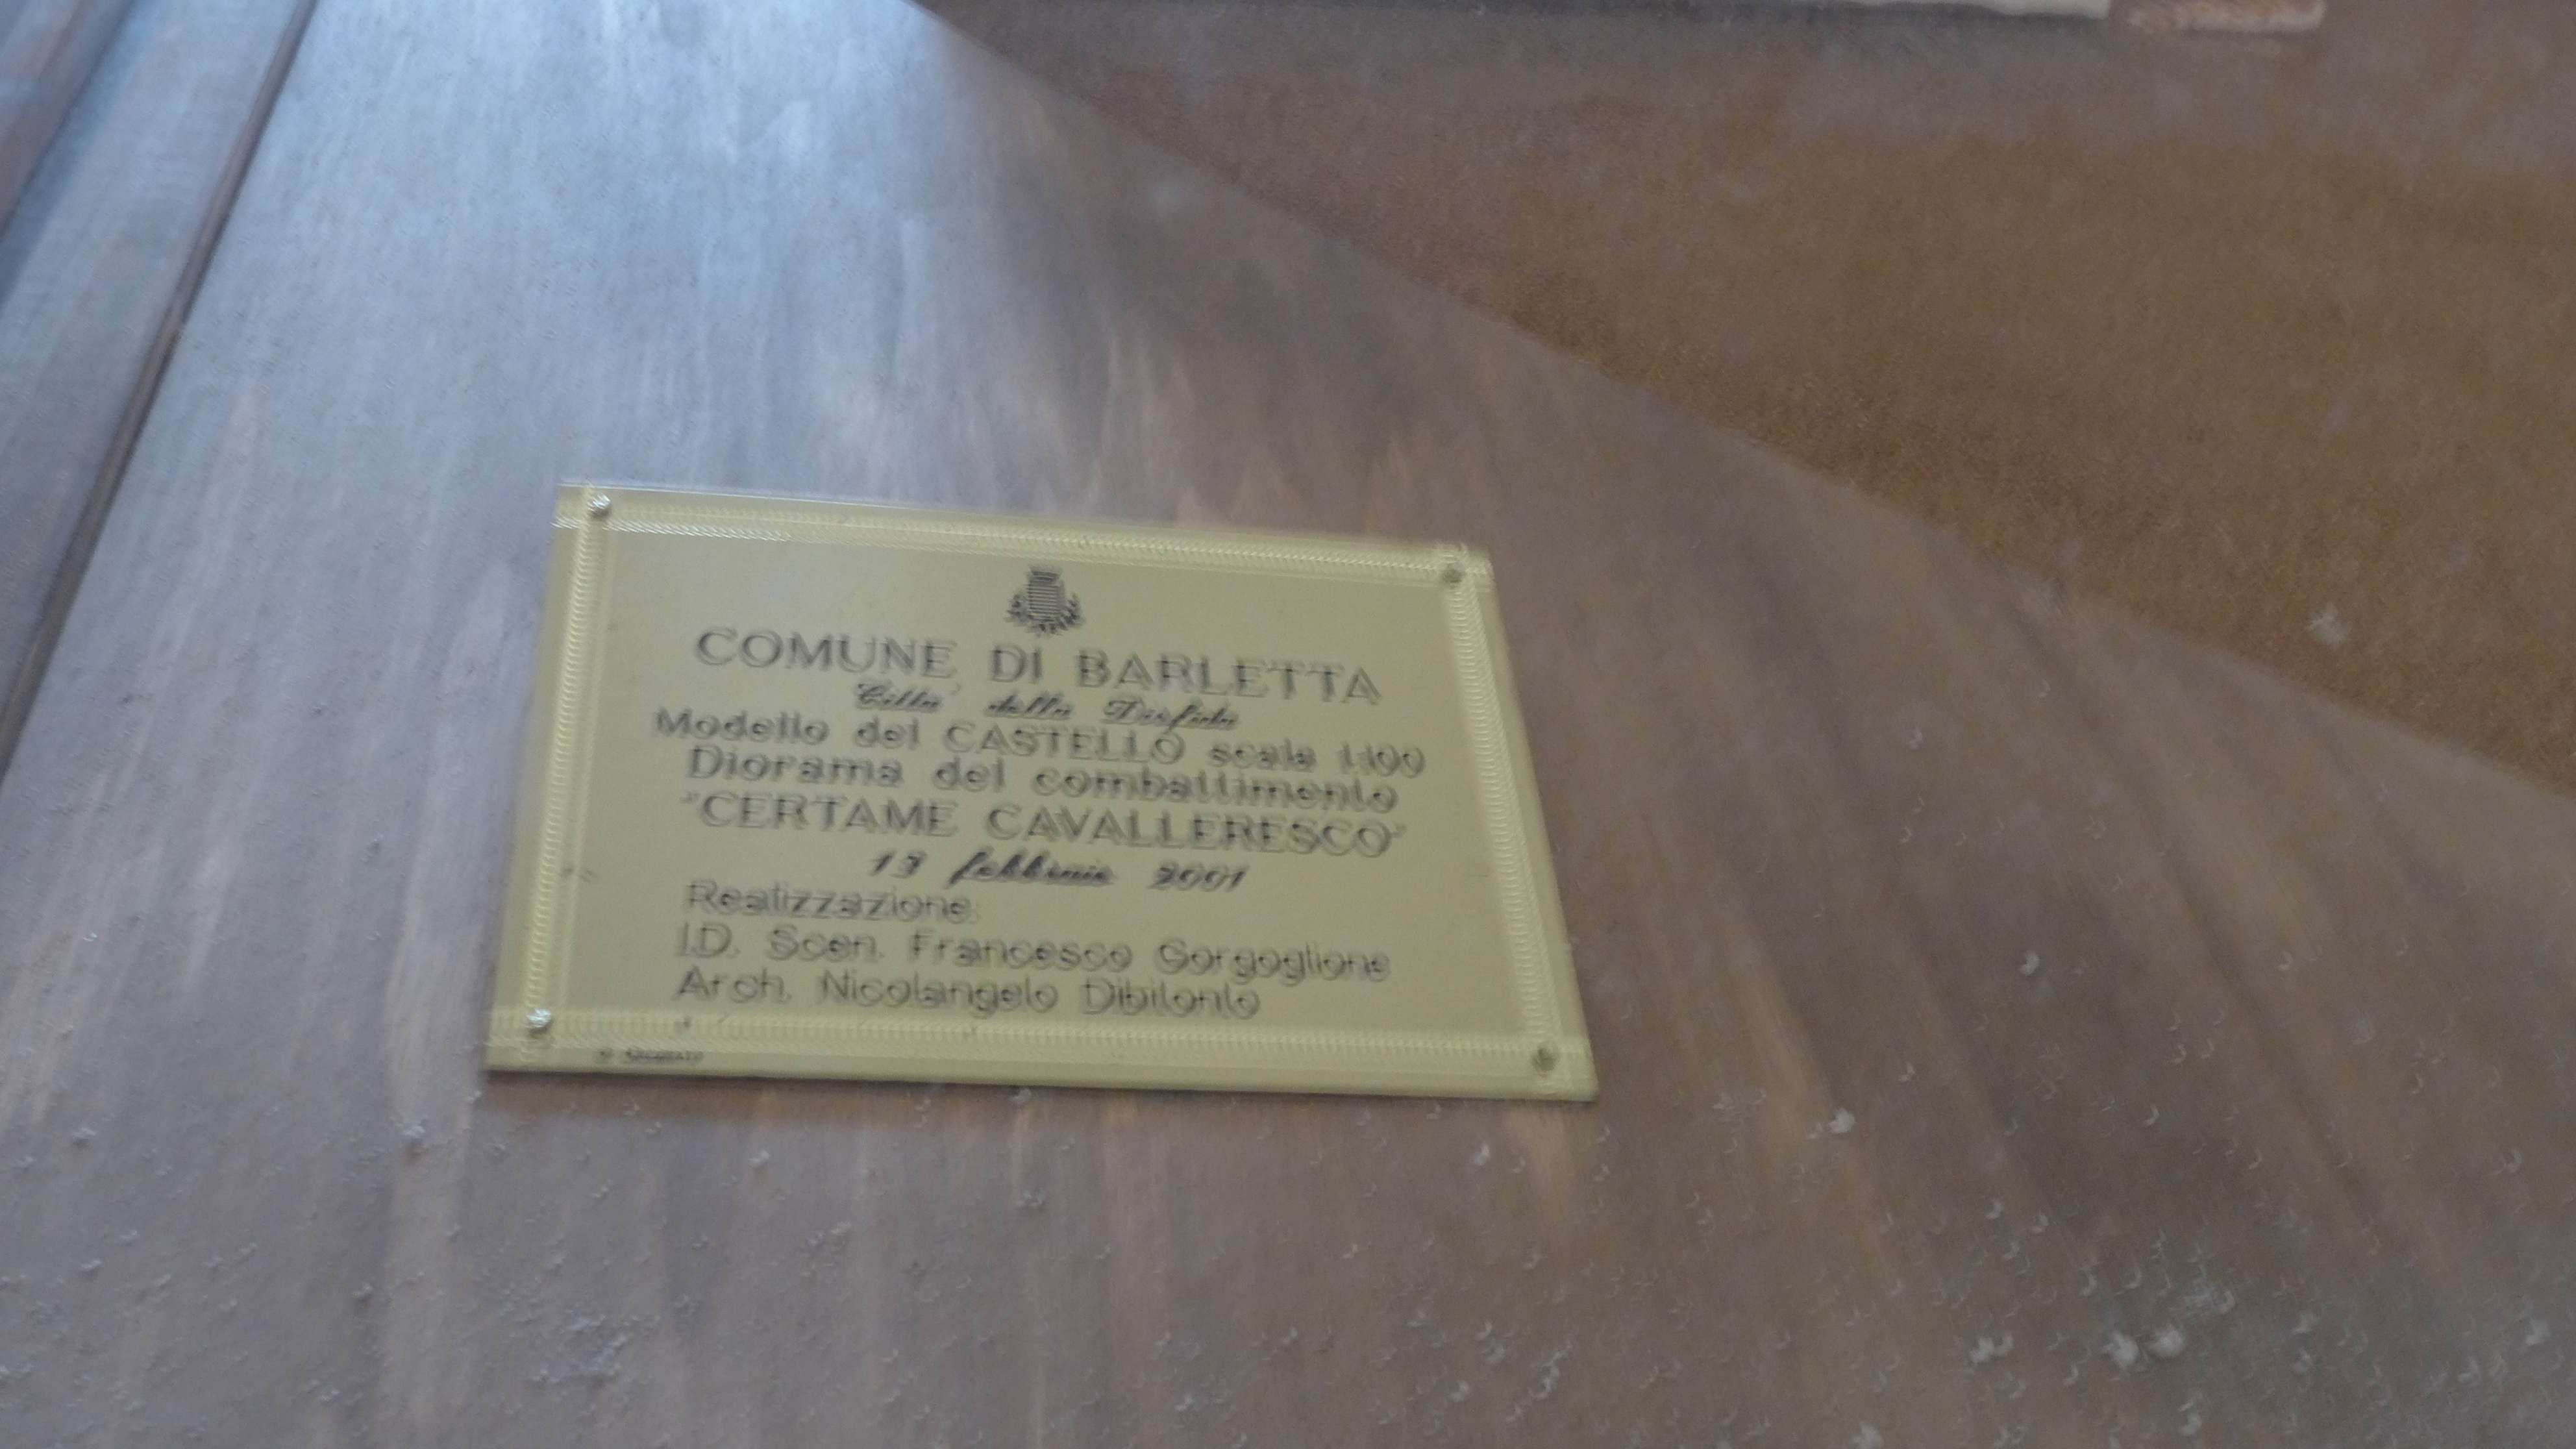 COMUNE DI BARLETTA
Città della Disfida
Modello del CASTELLO scala 1:100
Diorama del combattimento
"CERTAME CAVALLERESCO"
13 febbraio 2001
Realizzazione:
I.D. Scen. Francesco Gorgoglione
Arch. Nicolangelo Dibitonto